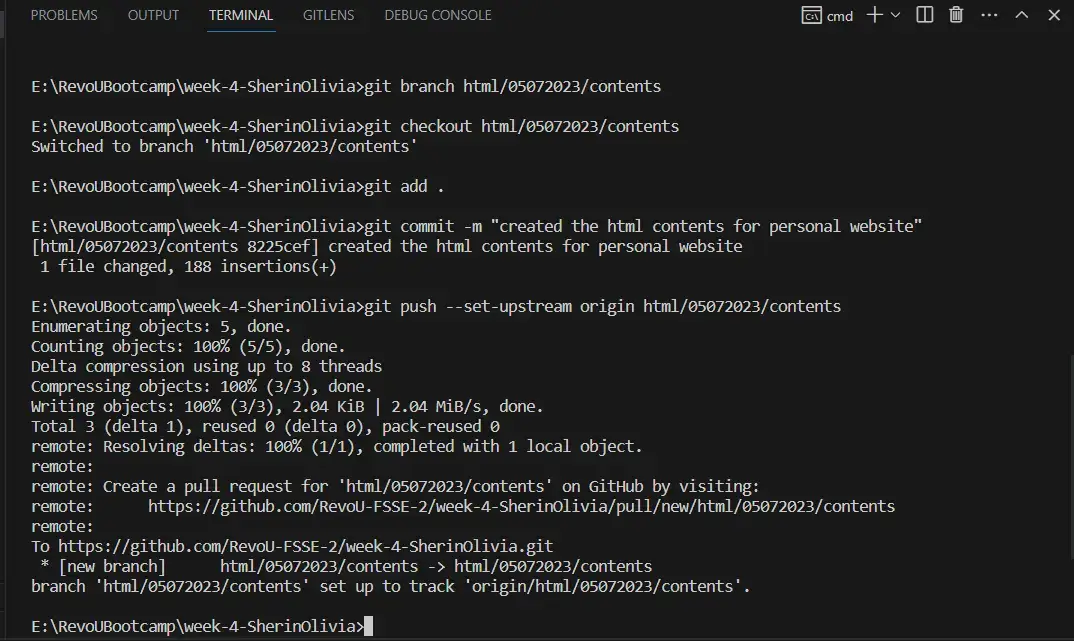 PROBLEMS OUTPUT TERMINAL GITLENS DEBUG CONSOLE cmd
E:\RevoUBootcamp\week-4-SherinOlivia>git branch html/05072023/contents
E:\RevoUBootcamp\week-4-SherinOlivia>git checkout html/05072023/contents
Switched to branch 'html/05072023/contents'
E:\RevoUBootcamp\week-4-SherinOlivia>git add .
E:\RevoUBootcamp\week-4-SherinOlivia>git commit -m "created the html contents for personal website"
[html/05072023/contents 8225cef] created the html contents for personal website
1 file changed, 188 insertions(+)
E:\RevoUBootcamp\week-4-SherinOlivia>git push --set-upstream origin html/05072023/contents
Enumerating objects: 5, done.
Counting objects: 100% (5/5), done.
Delta compression using up to 8 threads
Compressing objects: 100% (3/3), done.
Writing objects: 100% (3/3), 2.04 KiB | 2.04 MiB/s, done.
Total 3 (delta 1), reused 0 (delta 0), pack-reused 0
remote: Resolving deltas: 100% (1/1), completed with 1 local object.
remote:
remote: Create a pull request for 'html/05072023/contents' on GitHub by visiting:
remote:      https://github.com/RevoU-FSSE-2/week-4-SherinOlivia/pull/new/html/05072023/contents
remote:
To https://github.com/RevoU-FSSE-2/week-4-SherinOlivia.git
* [new branch]      html/05072023/contents -> html/05072023/contents
branch 'html/05072023/contents' set up to track 'origin/html/05072023/contents'.
E:\RevoUBootcamp\week-4-SherinOlivia>